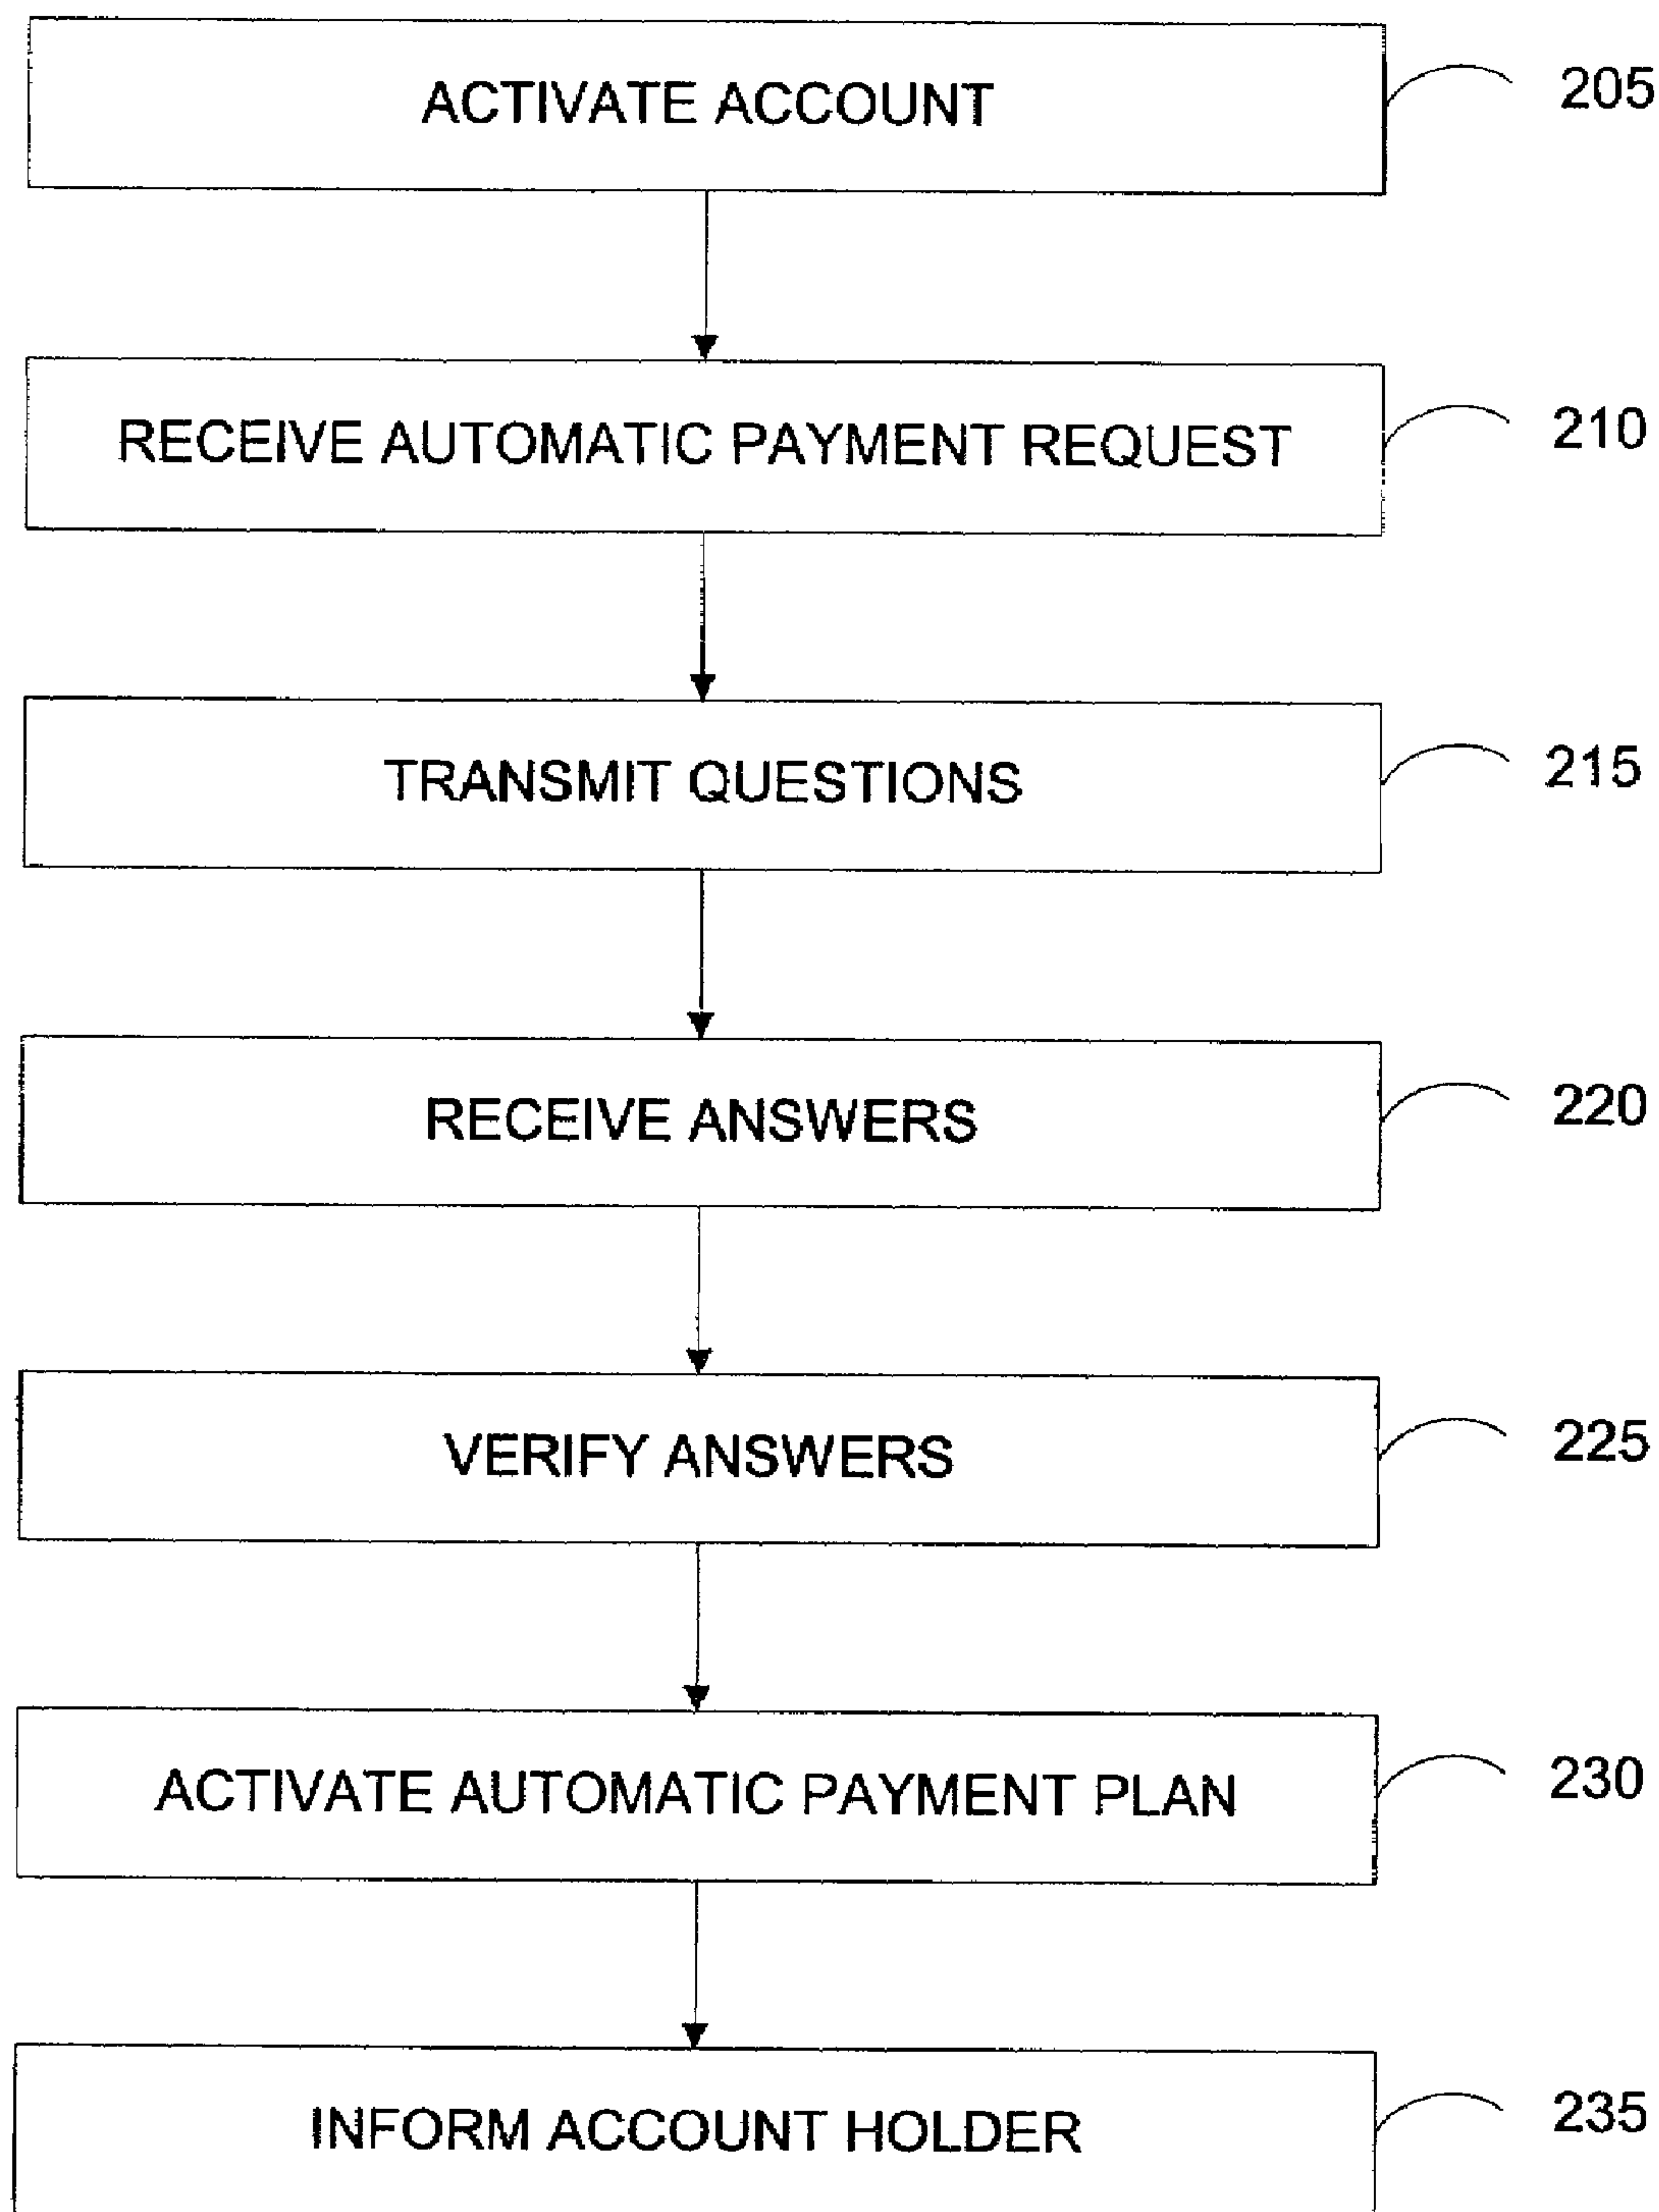 ACTIVATE ACCOUNT 205
RECEIVE AUTOMATIC PAYMENT REQUEST 210
TRANSMIT QUESTIONS 215
RECEIVE ANSWERS 220
VERIFY ANSWERS 225
ACTIVATE AUTOMATIC PAYMENT PLAN 230
INFORM ACCOUNT HOLDER 235